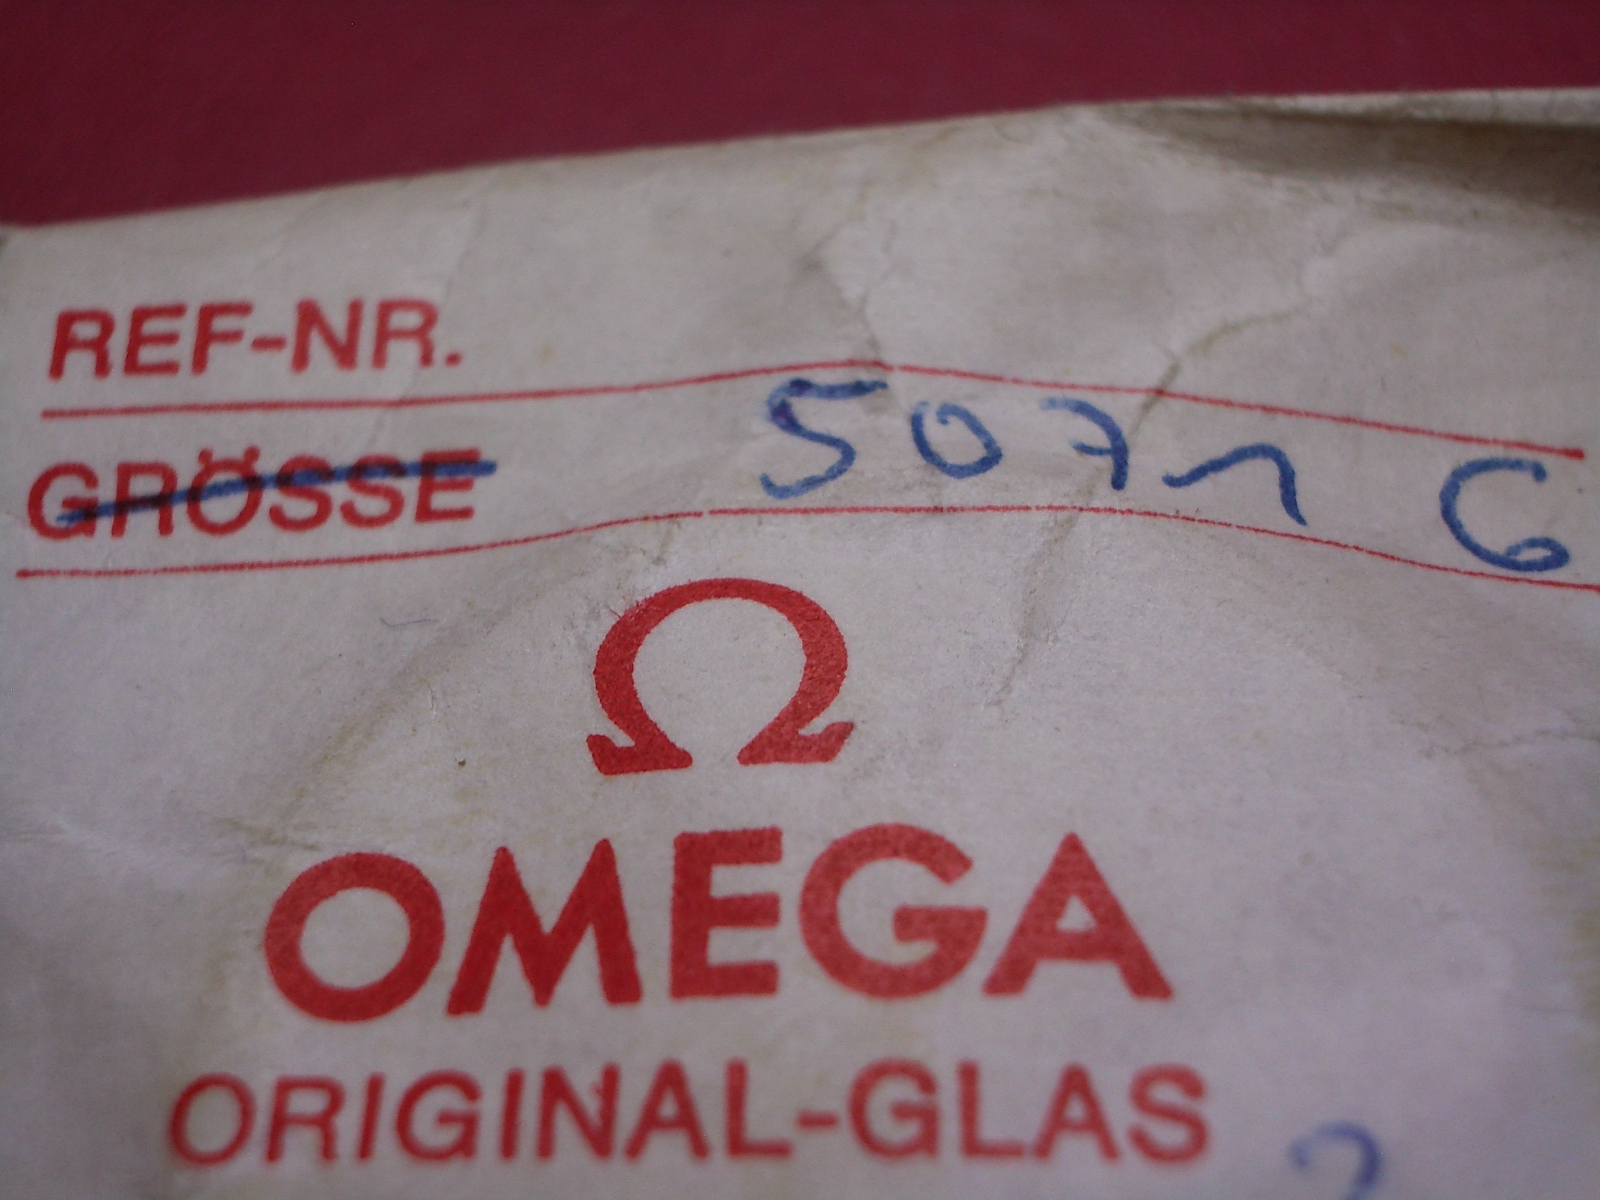 REF-NR.
GRÖSSE 5071 G
Ω
OMEGA
ORIGINAL-GLAS